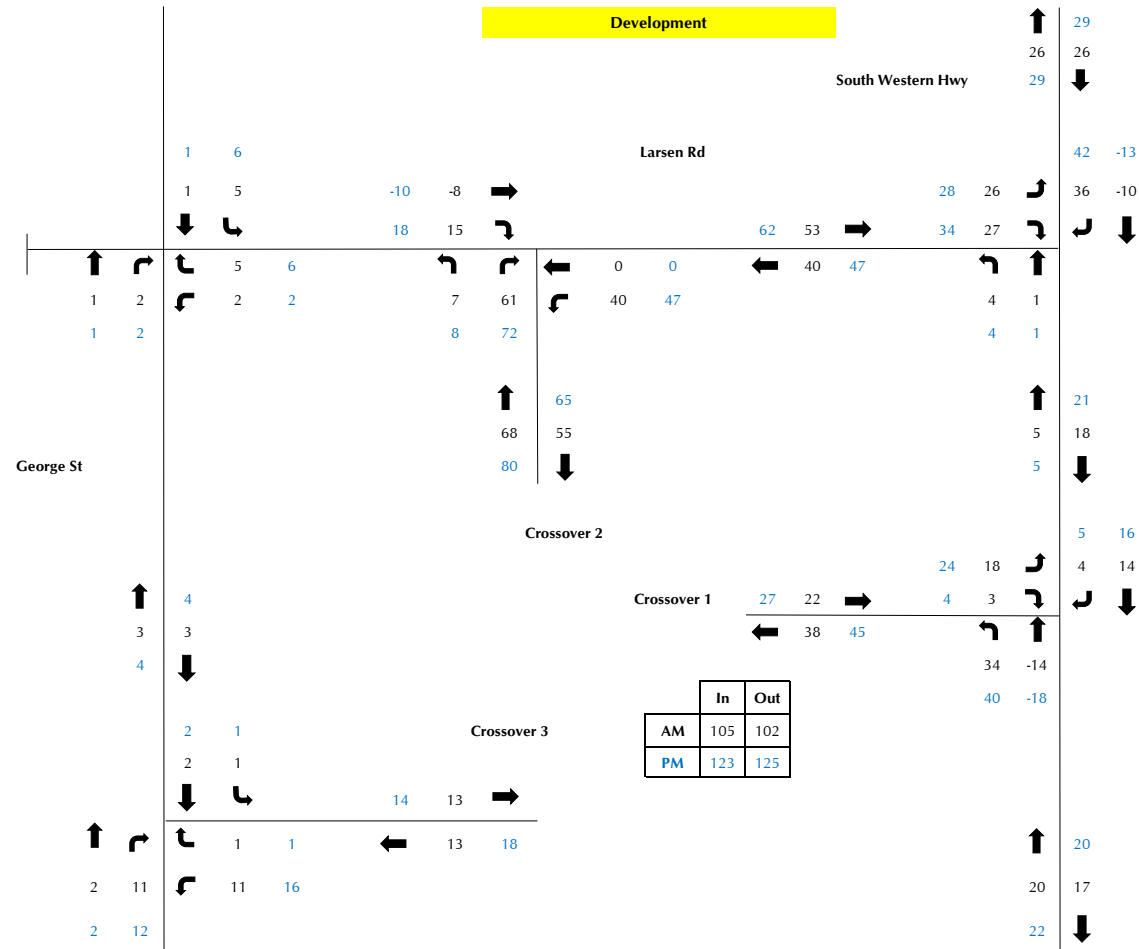 Development
29
26 26
South Western Hwy 29
1 6 Larsen Rd 42 -13
1 5 -10 -8 28 26 36 -10
18 15 62 53 34 27
5 6 0 0 40 47
1 2 2 2 7 61 40 47 4 1
1 2 8 72 4 1
65 21
68 55 5 18
George St 80 5
Crossover 2 5 16
24 18 4 14
4 Crossover 1 27 22 4 3
3 3 38 45
4 34 -14
In Out 40 -18
2 1 Crossover 3 AM 105 102
2 1 PM 123 125
14 13
1 1 13 18 20
2 11 11 16 20 17
2 12 22